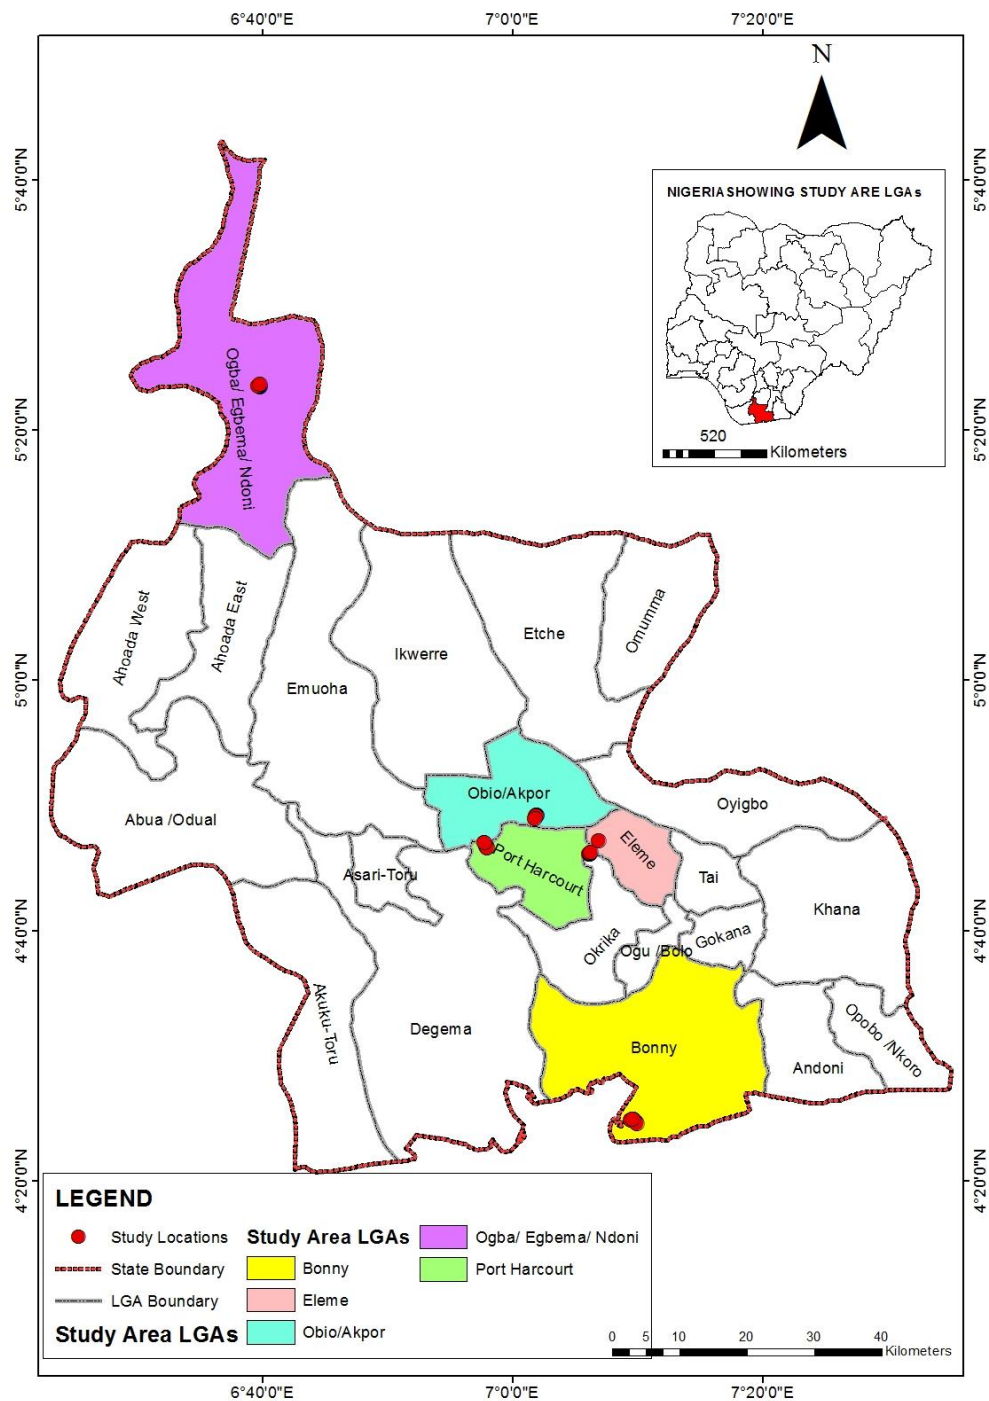 6°40'0"E
7°0'0"E
7°20'0"E
N
5°40'0"N
5°40'0"N
NIGERIA SHOWING STUDY ARE LGAs
520
Kilometers
Ogba/ Egbema/ Ndoni
5°20'0"N
5°20'0"N
Ahoada West
Ahoada East
Emuoha
Ikwerre
Etche
Omumma
5°0'0"N
5°0'0"N
Abua /Odual
Obio/Akpor
Oyigbo
Asari-Toru
Port Harcourt
Eleme
Tai
Khana
4°40'0"N
4°40'0"N
Okrika
Ogu /Bolo
Gokana
Akuku-Toru
Degema
Bonny
Andoni
Opobo /Nkoro
4°20'0"N
4°20'0"N
LEGEND
Study Locations
State Boundary
LGA Boundary
Study Area LGAs
Study Area LGAs
Bonny
Eleme
Obio/Akpor
Ogba/ Egbema/ Ndoni
Port Harcourt
0 5 10 20 30 40
Kilometers
6°40'0"E
7°0'0"E
7°20'0"E